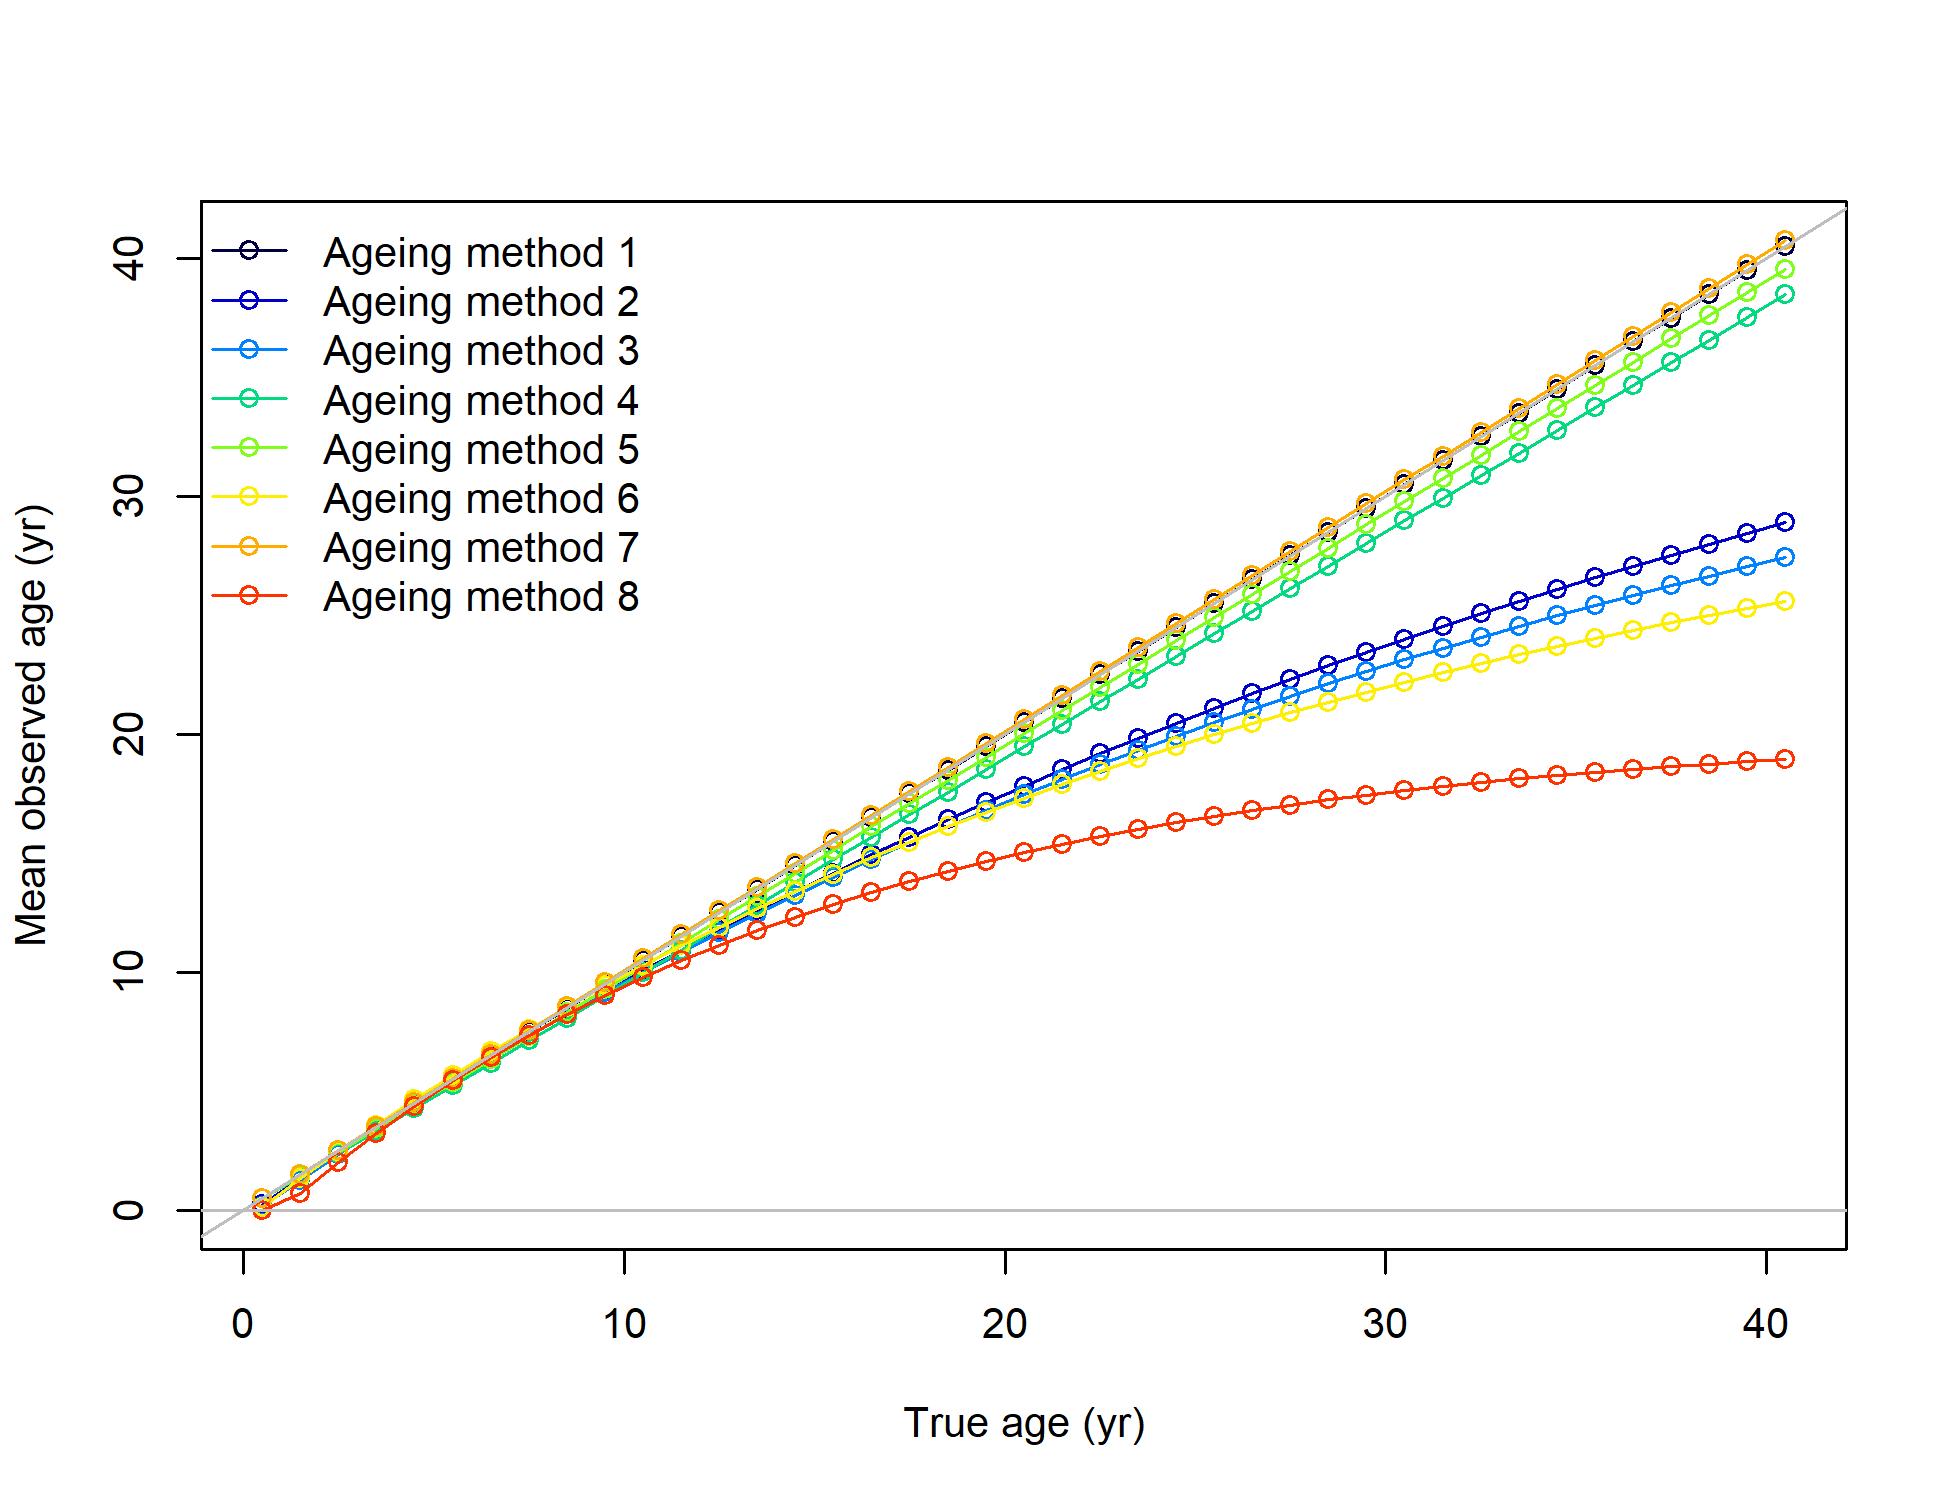 Ageing method 1
Ageing method 2
Ageing method 3
Ageing method 4
Ageing method 5
Ageing method 6
Ageing method 7
Ageing method 8
Mean observed age (yr)
40
30
20
10
0
0 10 20 30 40
True age (yr)